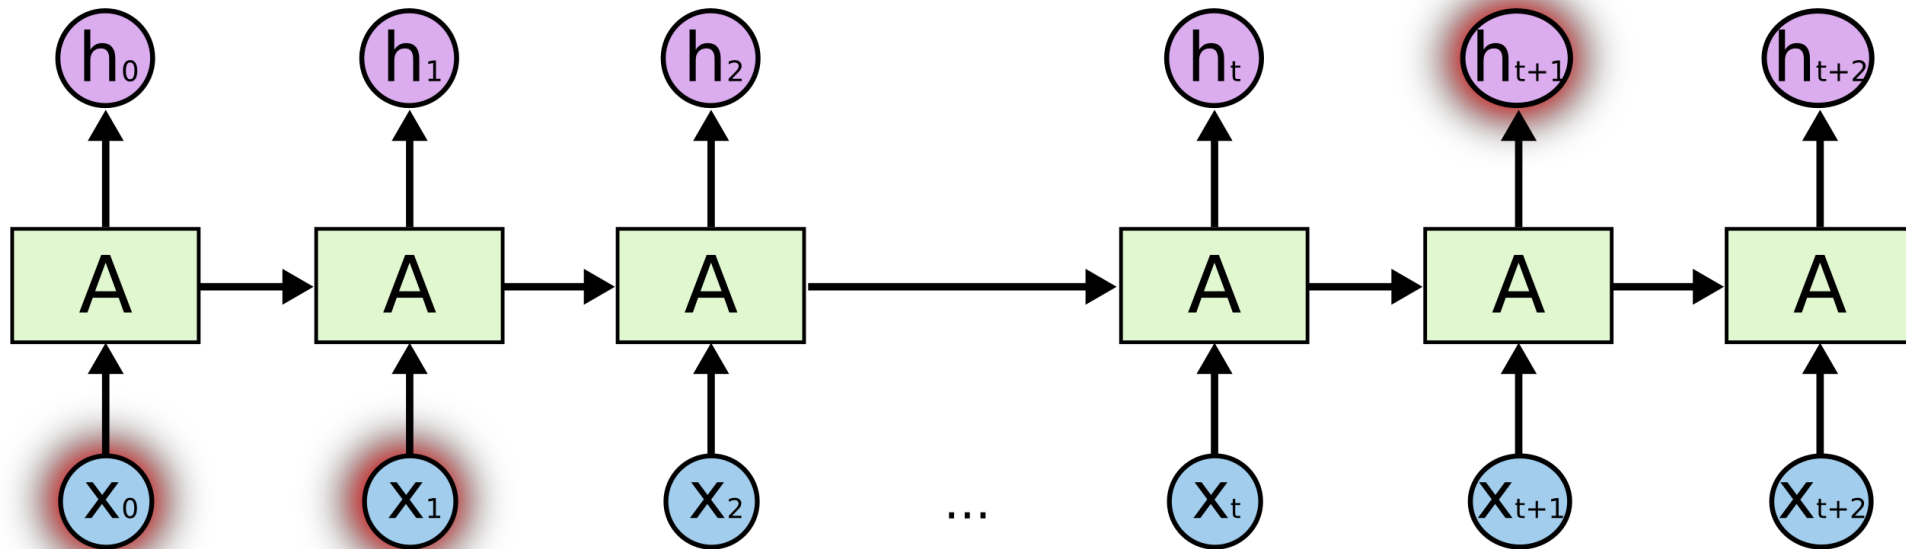 h₀ h₁ h₂ hₜ hₜ₊₁ hₜ₊₂
A A A A A A
x₀ x₁ x₂ ... xₜ xₜ₊₁ xₜ₊₂